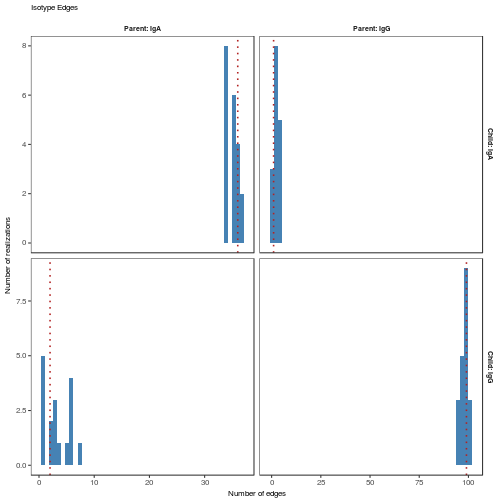 Isotype Edges
Parent: IgA
Parent: IgG
8
6
4
2
0
Child: IgA
Number of realizations
7.5
5.0
2.5
0.0
Child: IgG
0 10 20 30
0 25 50 75 100
Number of edges